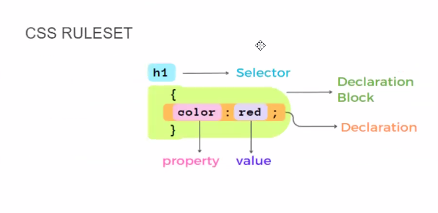 CSS RULESET
h1
Selector
{
Declaration
Block
color : red ;
Declaration
}
property
value